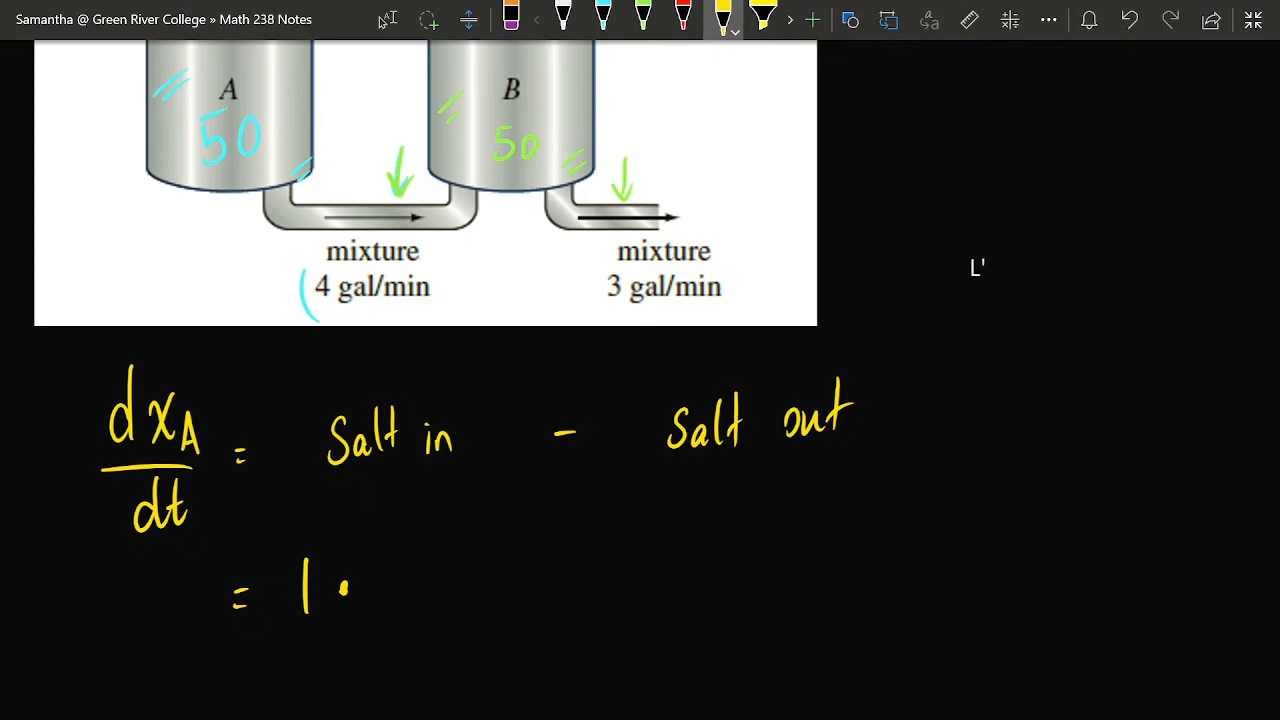 Samantha @ Green River College » Math 238 Notes
A B
50 50
mixture mixture
4 gal/min 3 gal/min
L'
dx_A/dt = Salt in - Salt out
= 1 •